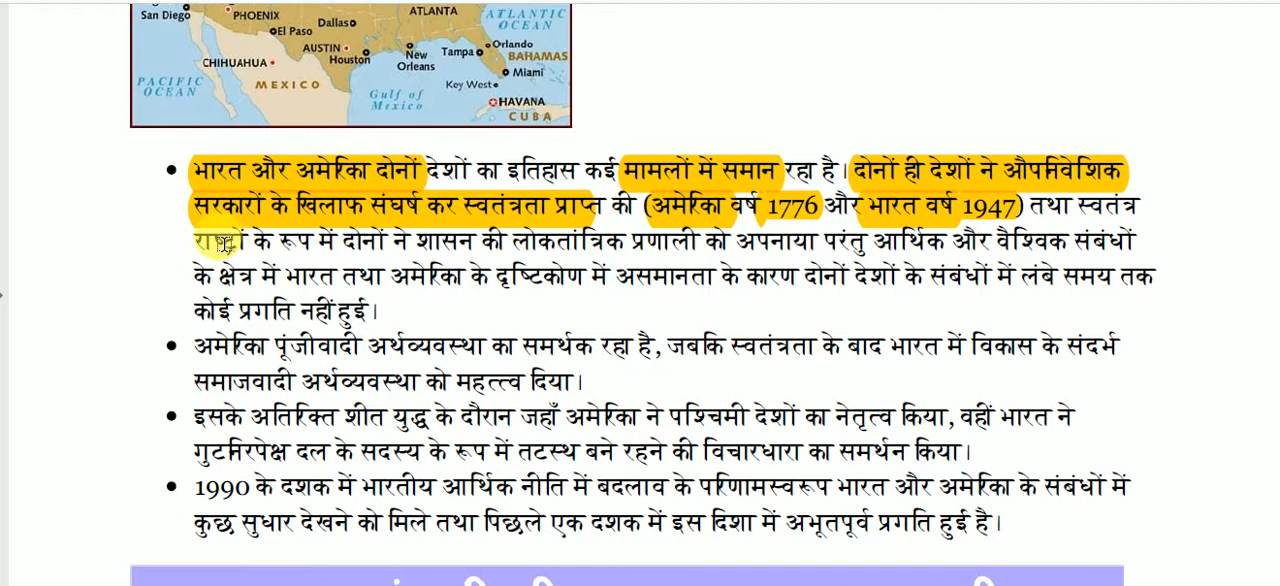 San Diego PHOENIX Dallas ATLANTA ATLANTIC
OCEAN
El Paso
AUSTIN Houston New Orleans Tampa Orlando
BAHAMAS
CHIHUAHUA Miami
PACIFIC OCEAN MEXICO Key West
Gulf of Mexico HAVANA
CUBA
• भारत और अमेरिका दोनों देशों का इतिहास कई मामलों में समान रहा है। दोनों ही देशों ने औपनिवेशिक
सरकारों के खिलाफ संघर्ष कर स्वतंत्रता प्राप्त की (अमेरिका वर्ष 1776 और भारत वर्ष 1947) तथा स्वतंत्र
राष्ट्रों के रूप में दोनों ने शासन की लोकतांत्रिक प्रणाली को अपनाया परंतु आर्थिक और वैश्विक संबंधों
के क्षेत्र में भारत तथा अमेरिका के दृष्टिकोण में असमानता के कारण दोनों देशों के संबंधों में लंबे समय तक
कोई प्रगति नहीं हुई।
• अमेरिका पूंजीवादी अर्थव्यवस्था का समर्थक रहा है, जबकि स्वतंत्रता के बाद भारत में विकास के संदर्भ
समाजवादी अर्थव्यवस्था को महत्त्व दिया।
• इसके अतिरिक्त शीत युद्ध के दौरान जहाँ अमेरिका ने पश्चिमी देशों का नेतृत्व किया, वहीं भारत ने
गुटनिरपेक्ष दल के सदस्य के रूप में तटस्थ बने रहने की विचारधारा का समर्थन किया।
• 1990 के दशक में भारतीय आर्थिक नीति में बदलाव के परिणामस्वरूप भारत और अमेरिका के संबंधों में
कुछ सुधार देखने को मिले तथा पिछले एक दशक में इस दिशा में अभूतपूर्व प्रगति हुई है।